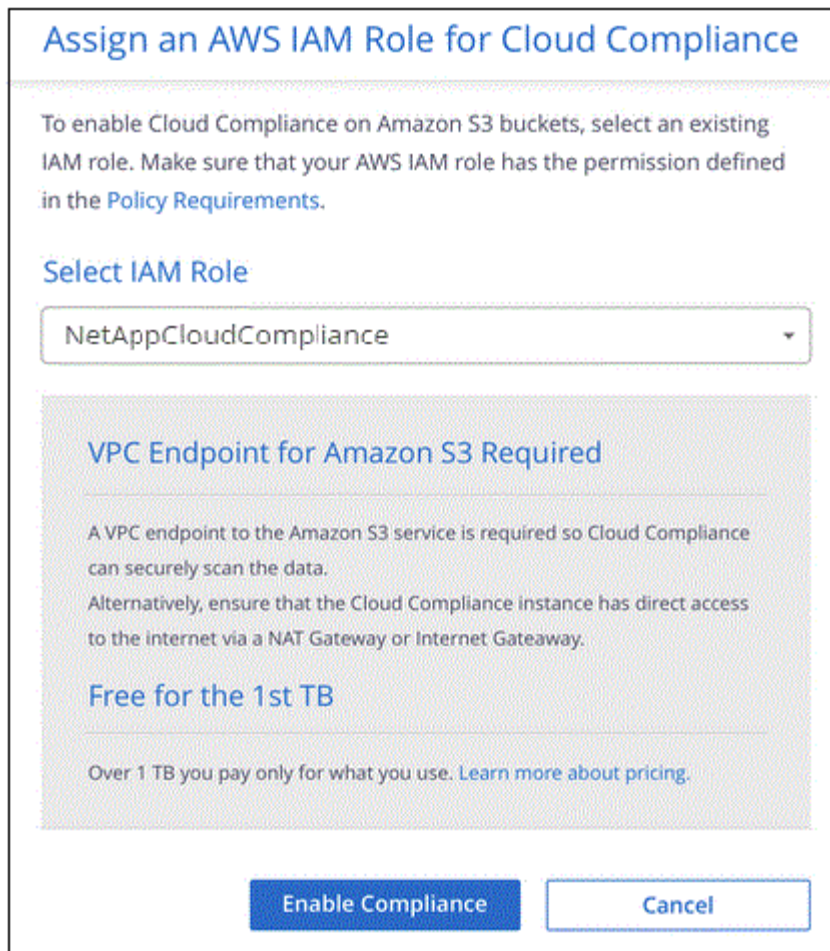 Assign an AWS IAM Role for Cloud Compliance
To enable Cloud Compliance on Amazon S3 buckets, select an existing
IAM role. Make sure that your AWS IAM role has the permission defined
in the Policy Requirements.
Select IAM Role
NetAppCloudCompliance
VPC Endpoint for Amazon S3 Required
A VPC endpoint to the Amazon S3 service is required so Cloud Compliance
can securely scan the data.
Alternatively, ensure that the Cloud Compliance instance has direct access
to the internet via a NAT Gateway or Internet Gateaway.
Free for the 1st TB
Over 1 TB you pay only for what you use. Learn more about pricing.
Enable Compliance
Cancel